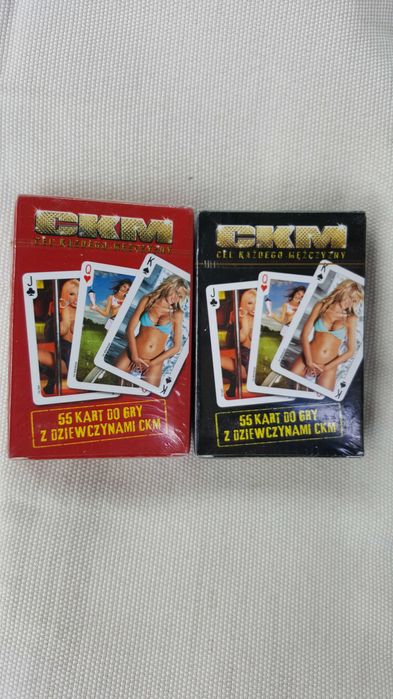 CKM
CEL KAŻDEGO MĘŻCZYZNY
J
Q
K
K
55 KART DO GRY
Z DZIEWCZYNAMI CKM
CKM
CEL KAŻDEGO MĘŻCZYZNY
J
Q
K
K
55 KART DO GRY
Z DZIEWCZYNAMI CKM